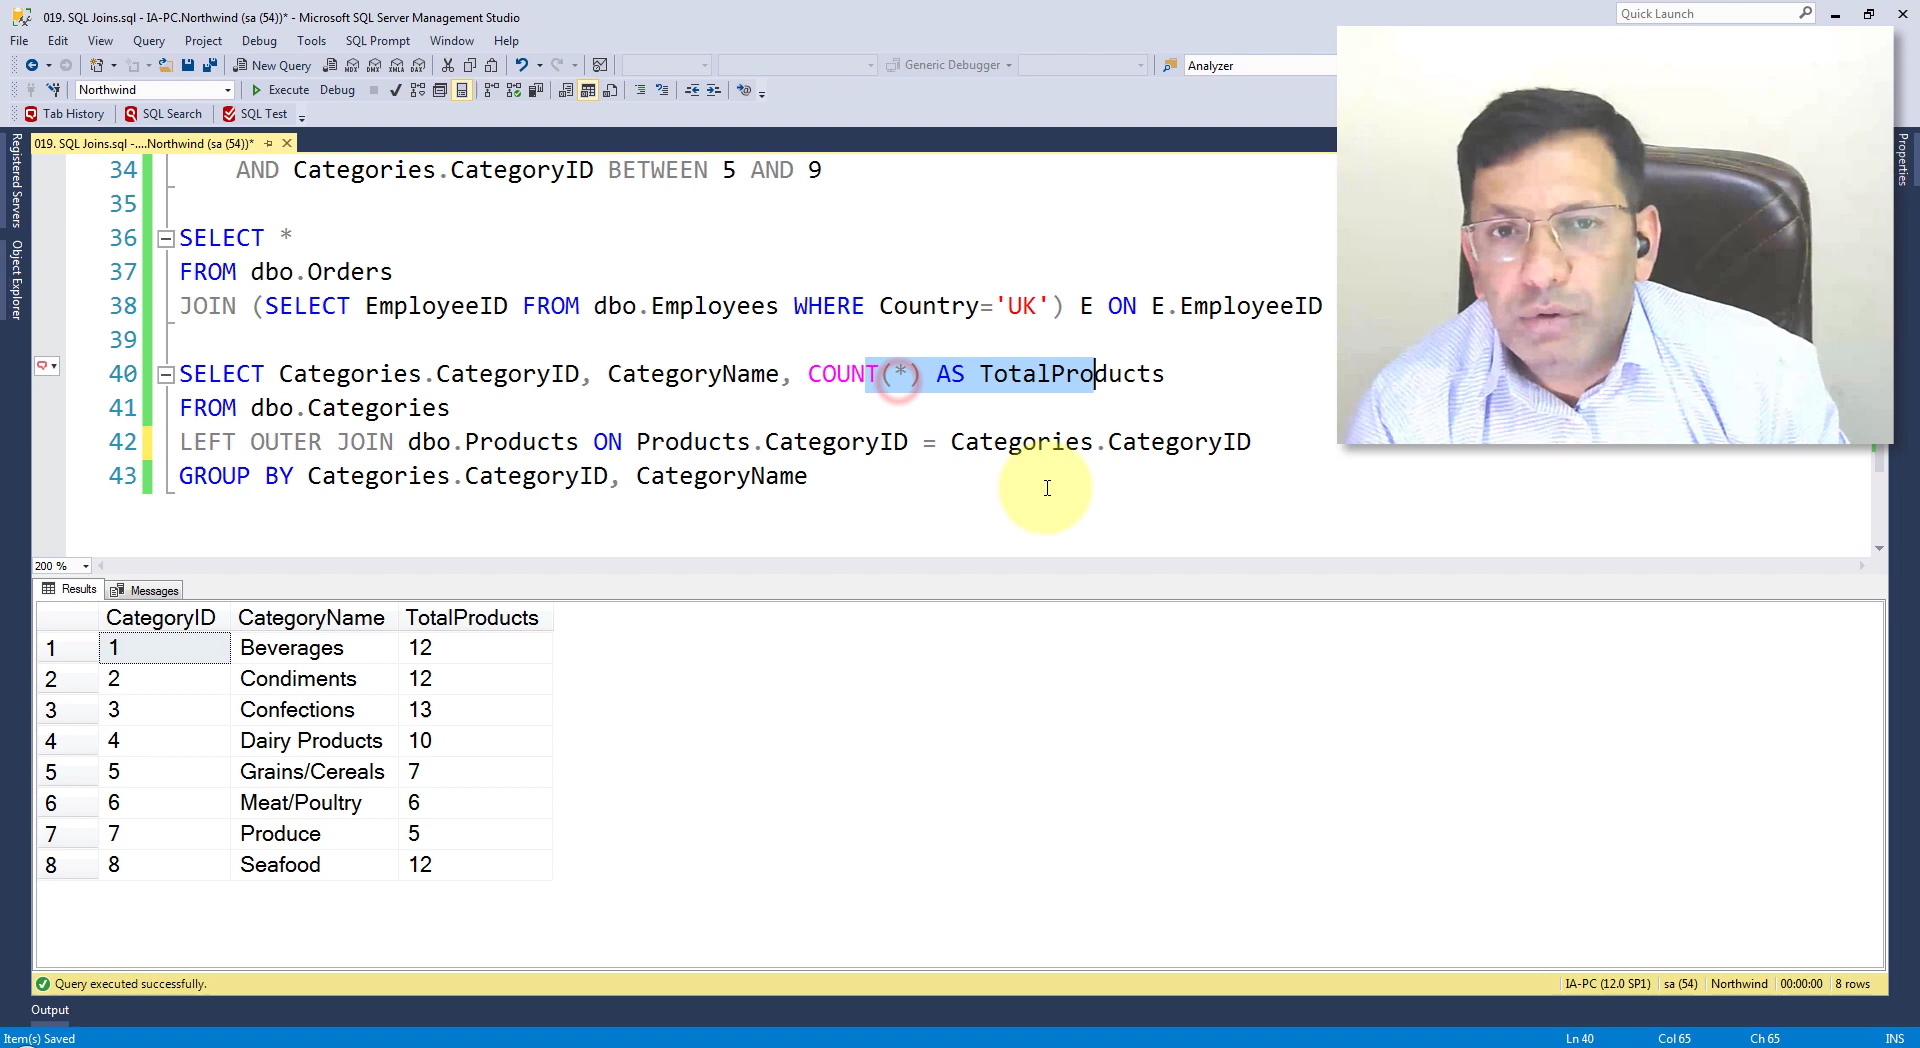 019. SQL Joins.sql - IA-PC.Northwind (sa (54))* - Microsoft SQL Server Management Studio
Quick Launch
File Edit View Query Project Debug Tools SQL Prompt Window Help
New Query
Generic Debugger
Analyzer
Northwind
Execute Debug
Tab History SQL Search SQL Test
019. SQL Joins.sql -....Northwind (sa (54))*
Registered Servers
Object Explorer
Properties
34 AND Categories.CategoryID BETWEEN 5 AND 9
35
36 SELECT *
37 FROM dbo.Orders
38 JOIN (SELECT EmployeeID FROM dbo.Employees WHERE Country='UK') E ON E.EmployeeID
39
40 SELECT Categories.CategoryID, CategoryName, COUNT(*) AS TotalProducts
41 FROM dbo.Categories
42 LEFT OUTER JOIN dbo.Products ON Products.CategoryID = Categories.CategoryID
43 GROUP BY Categories.CategoryID, CategoryName
200 %
Results Messages
CategoryID CategoryName TotalProducts
1 1 Beverages 12
2 2 Condiments 12
3 3 Confections 13
4 4 Dairy Products 10
5 5 Grains/Cereals 7
6 6 Meat/Poultry 6
7 7 Produce 5
8 8 Seafood 12
Query executed successfully.
IA-PC (12.0 SP1) sa (54) Northwind 00:00:00 8 rows
Output
Item(s) Saved
Ln 40 Col 65 Ch 65 INS